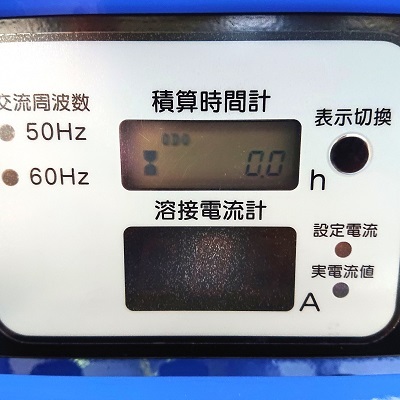 交流周波数
50Hz
60Hz
積算時間計
ODO
0.0
h
表示切換
溶接電流計
A
設定電流
実電流値